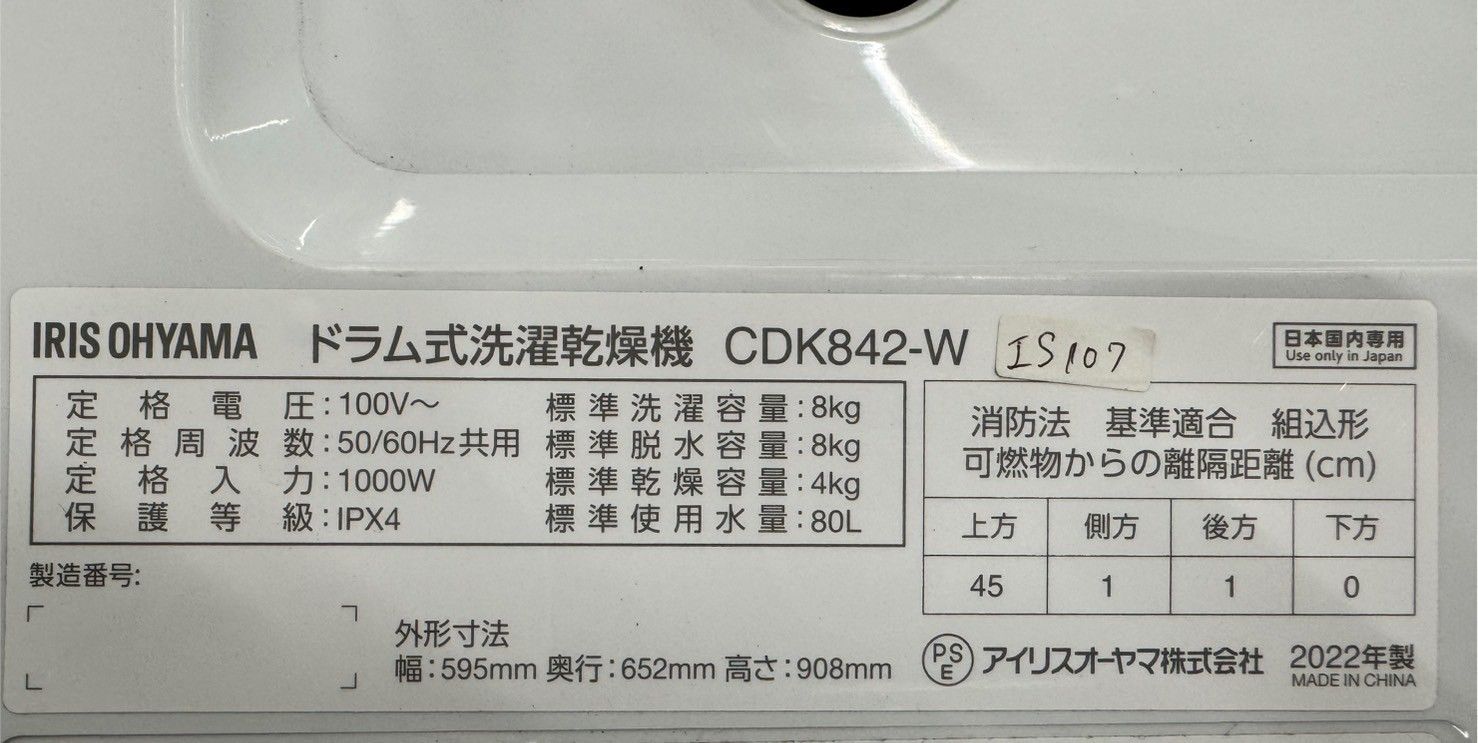 IRIS OHYAMA ドラム式洗濯乾燥機 CDK842-W IS107
日本国内専用
Use only in Japan
定格電圧:100V~
定格周波数:50/60Hz共用
定格入力:1000W
保護等級:IPX4
標準洗濯容量:8kg
標準脱水容量:8kg
標準乾燥容量:4kg
標準使用水量:80L
消防法 基準適合 組込形
可燃物からの離隔距離(cm)
上方 側方 後方 下方
45 1 1 0
製造番号:
外形寸法
幅:595mm 奥行:652mm 高さ:908mm
PSE アイリスオーヤマ株式会社 2022年製
MADE IN CHINA